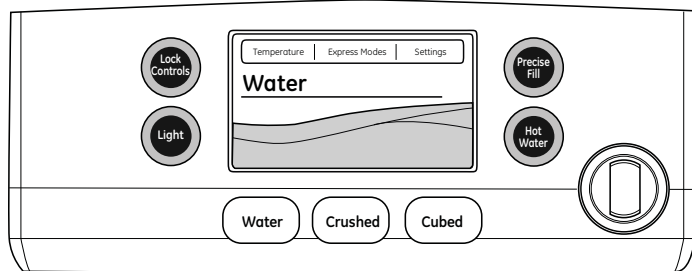 Lock
Controls
Light
Temperature Express Modes Settings
Water
Precise
Fill
Hot
Water
Water Crushed Cubed